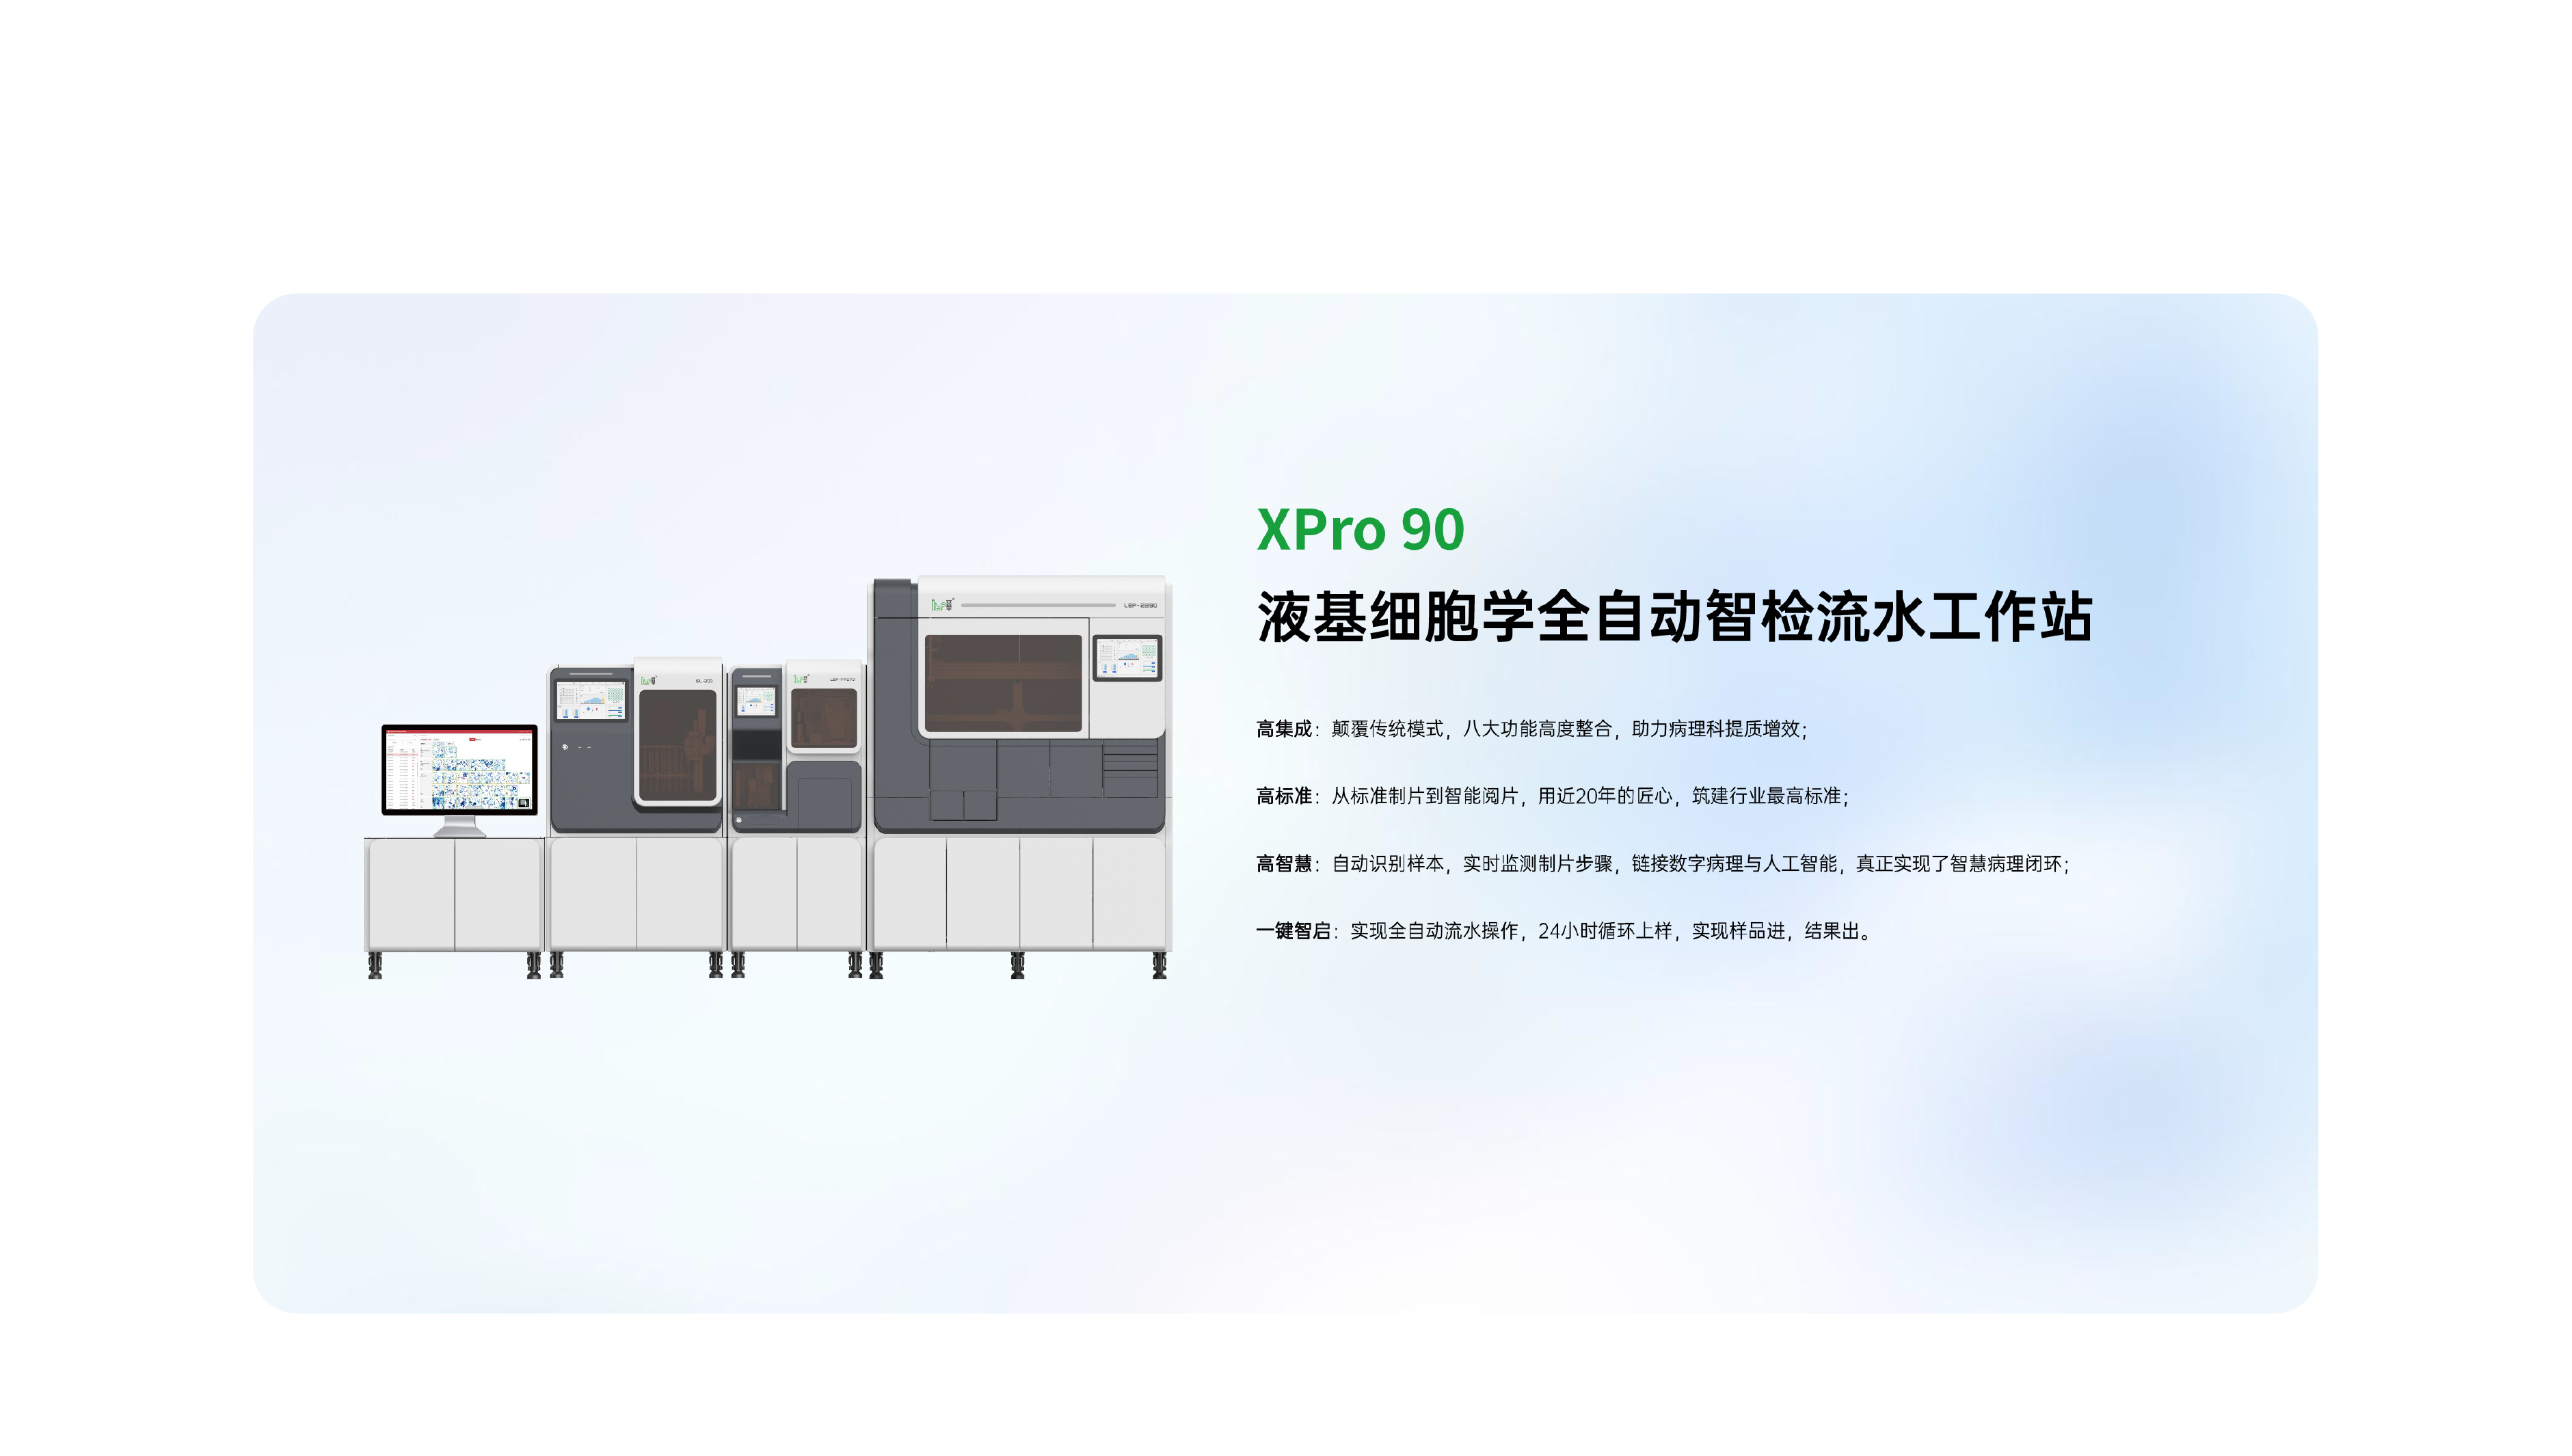 XPro 90
液基细胞学全自动智检流水工作站
高集成：颠覆传统模式，八大功能高度整合，助力病理科提质增效；
高标准：从标准制片到智能阅片，用近20年的匠心，筑建行业最高标准；
高智慧：自动识别样本，实时监测制片步骤，链接数字病理与人工智能，真正实现了智慧病理闭环；
一键智启：实现全自动流水操作，24小时循环上样，实现样品进，结果出。